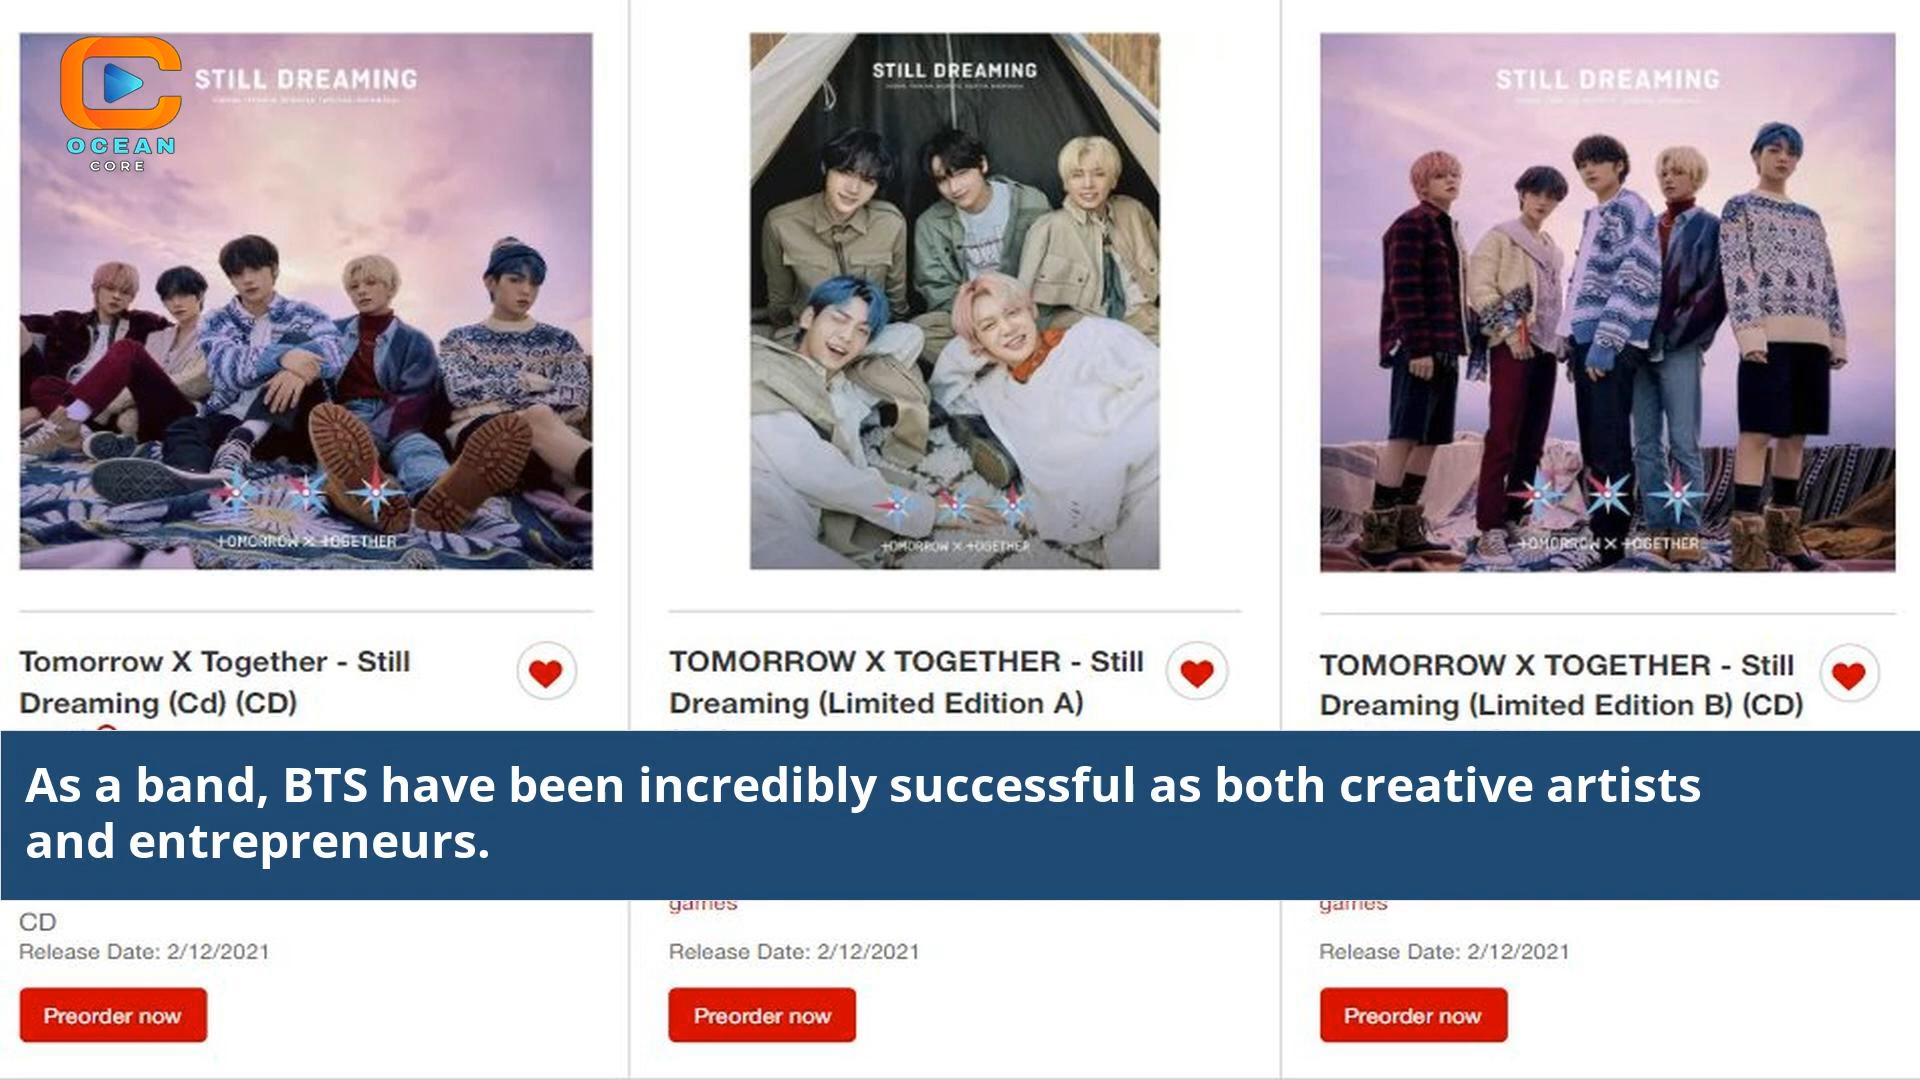 OCEAN
CORE
STILL DREAMING
TOMORROW X TOGETHER
Tomorrow X Together - Still
Dreaming (Cd) (CD)
CD
Release Date: 2/12/2021
Preorder now
STILL DREAMING
TOMORROW X TOGETHER
TOMORROW X TOGETHER - Still
Dreaming (Limited Edition A)
games
Release Date: 2/12/2021
Preorder now
STILL DREAMING
TOMORROW X TOGETHER
TOMORROW X TOGETHER - Still
Dreaming (Limited Edition B) (CD)
games
Release Date: 2/12/2021
Preorder now
As a band, BTS have been incredibly successful as both creative artists
and entrepreneurs.